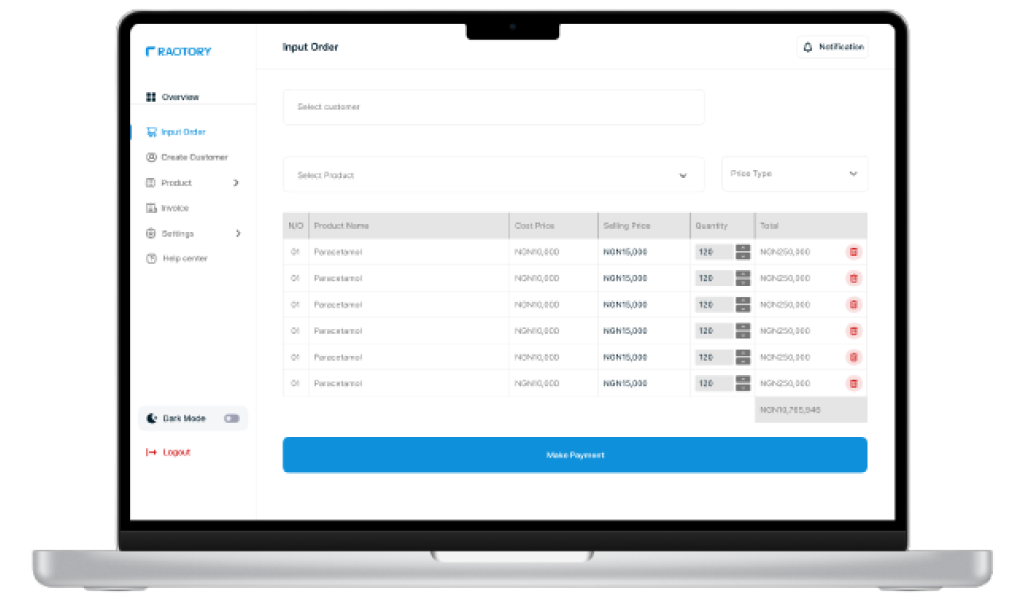 RACTORY
Input Order
Notification
Overview
Select customer
Input Order
Create Customer
Product
Select Product
Price Type
Invoice
Settings
Help center
N/O Product Name Cost Price Selling Price Quantity Total
01 Paracetamol NGN10,000 NGN15,000 120 NGN250,000
01 Paracetamol NGN10,000 NGN15,000 120 NGN250,000
01 Paracetamol NGN10,000 NGN15,000 120 NGN250,000
01 Paracetamol NGN10,000 NGN15,000 120 NGN250,000
01 Paracetamol NGN10,000 NGN15,000 120 NGN250,000
01 Paracetamol NGN10,000 NGN15,000 120 NGN250,000
NGN10,765,946
Dark Mode
Logout
Make Payment